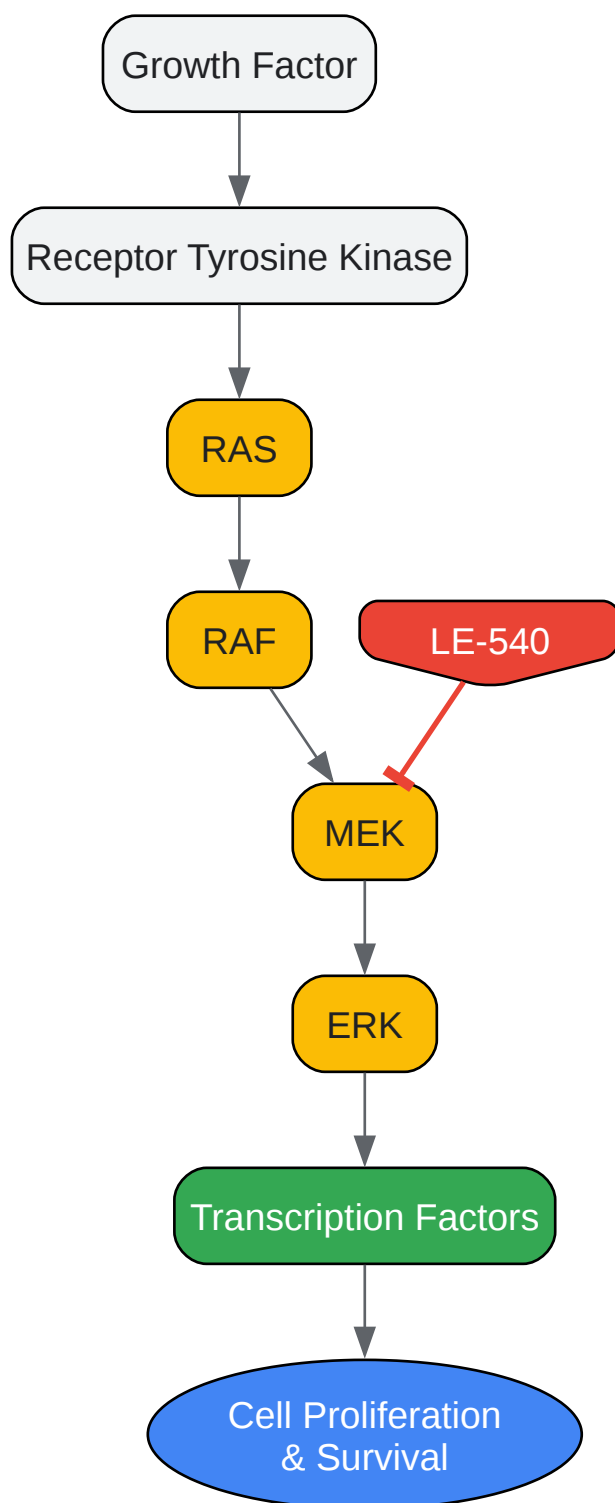 Growth Factor
Receptor Tyrosine Kinase
RAS
RAF
LE-540
MEK
ERK
Transcription Factors
Cell Proliferation
& Survival